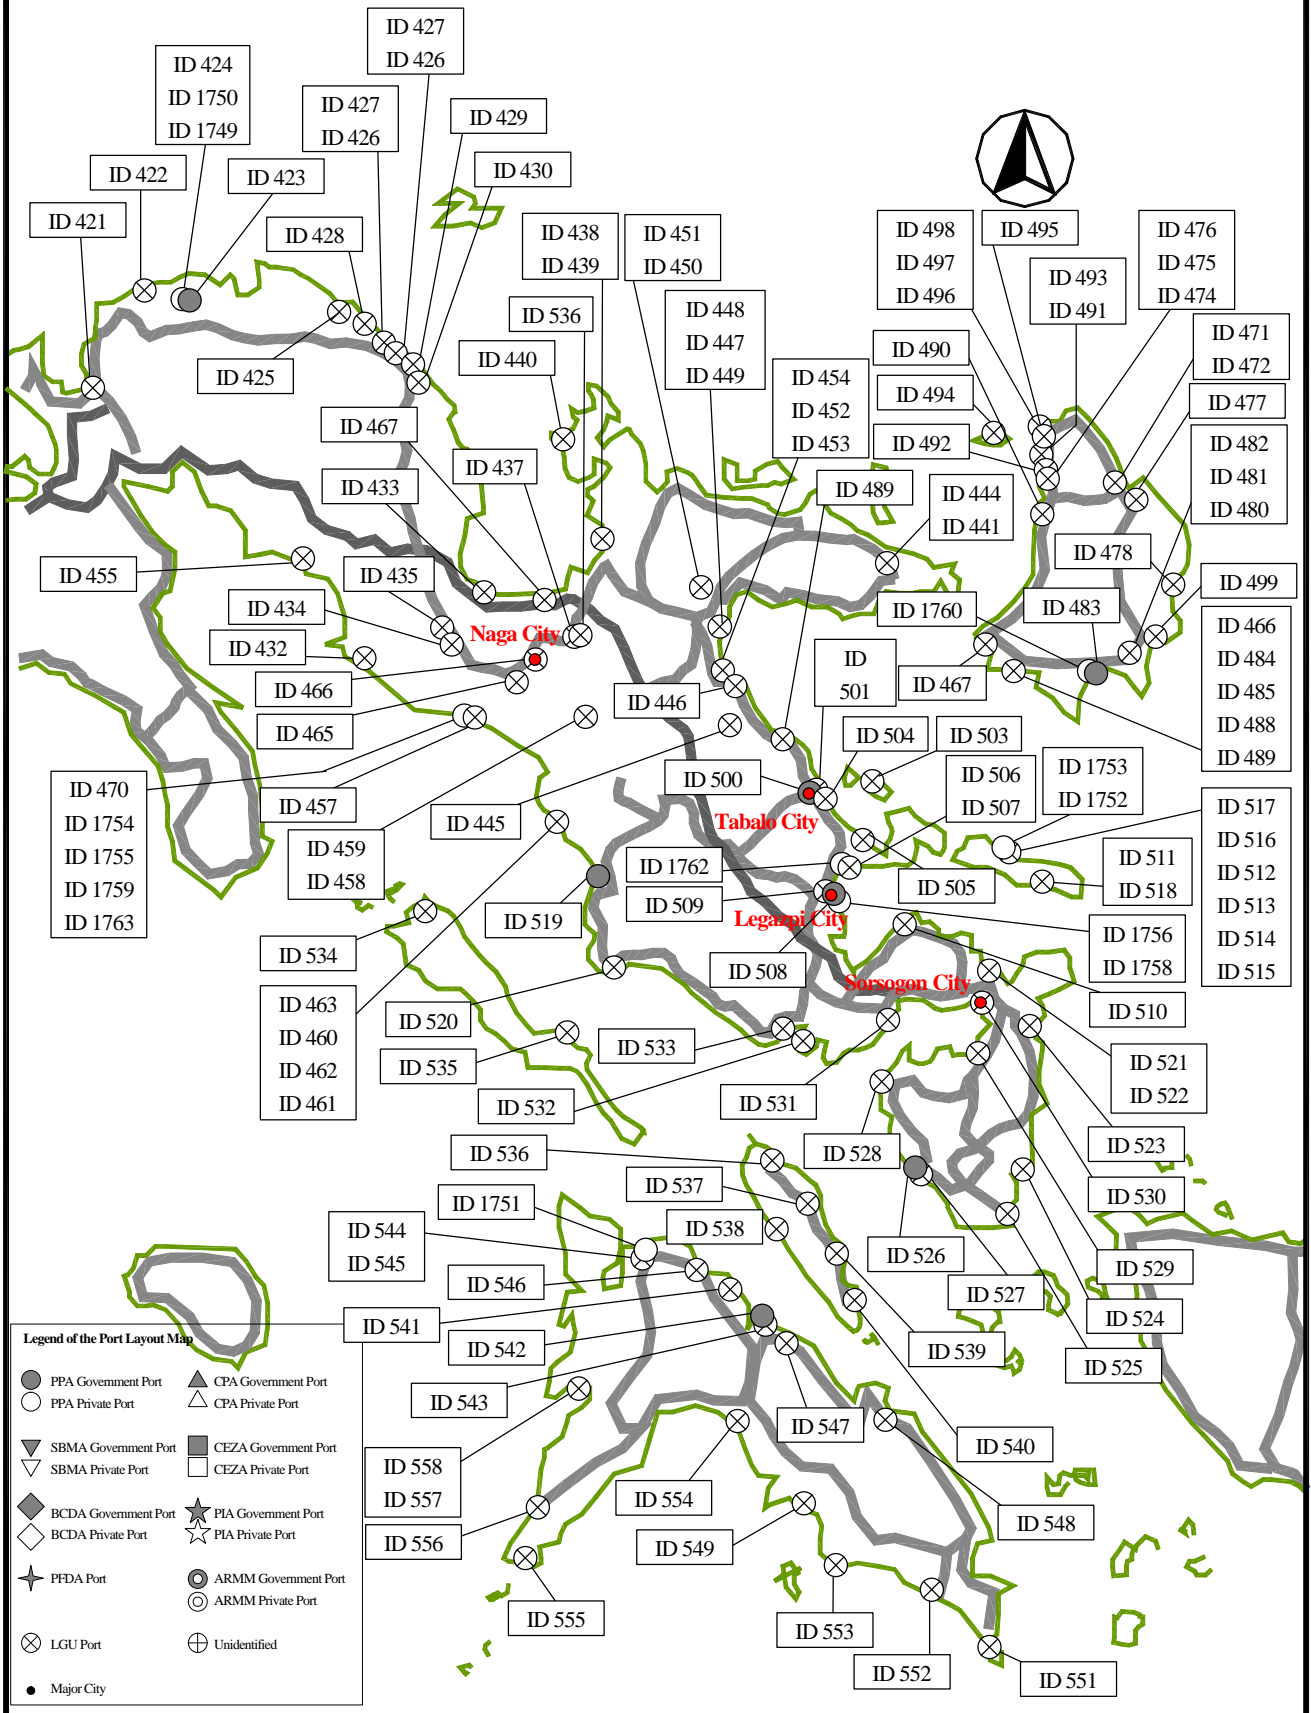 ID 427
ID 426
ID 424
ID 1750
ID 1749
ID 427
ID 426
ID 429
ID 430
ID 422
ID 423
ID 421
ID 428
ID 438
ID 439
ID 451
ID 450
ID 498
ID 497
ID 496
ID 495
ID 476
ID 475
ID 474
ID 493
ID 491
ID 536
ID 448
ID 447
ID 449
ID 440
ID 425
ID 490
ID 471
ID 472
ID 454
ID 452
ID 453
ID 494
ID 477
ID 467
ID 492
ID 482
ID 481
ID 480
ID 437
ID 433
ID 489
ID 444
ID 441
ID 478
ID 455
ID 435
ID 499
ID 434
ID 1760
ID 483
Naga City
ID 432
ID 466
ID 484
ID 485
ID 488
ID 489
ID
501
ID 466
ID 467
ID 446
ID 465
ID 504
ID 503
ID 470
ID 1754
ID 1755
ID 1759
ID 1763
ID 500
ID 506
ID 507
ID 1753
ID 1752
ID 457
ID 445
Tabalo City
ID 517
ID 516
ID 512
ID 513
ID 514
ID 515
ID 459
ID 458
ID 1762
ID 511
ID 518
ID 505
ID 509
ID 519
Legazpi City
ID 1756
ID 1758
ID 534
ID 508
Sorsogon City
ID 463
ID 460
ID 462
ID 461
ID 520
ID 510
ID 533
ID 535
ID 521
ID 522
ID 532
ID 531
ID 523
ID 536
ID 528
ID 537
ID 530
ID 1751
ID 544
ID 545
ID 538
ID 526
ID 529
ID 546
ID 527
ID 541
ID 524
ID 542
ID 539
ID 525
ID 543
ID 547
ID 540
ID 558
ID 557
ID 554
ID 548
ID 556
ID 549
ID 555
ID 553
ID 552
ID 551
Legend of the Port Layout Map
PPA Government Port
CPA Government Port
PPA Private Port
CPA Private Port
SBMA Government Port
CEZA Government Port
SBMA Private Port
CEZA Private Port
BCDA Government Port
PIA Government Port
BCDA Private Port
PIA Private Port
PFDA Port
ARMM Government Port
ARMM Private Port
LGU Port
Unidentified
Major City